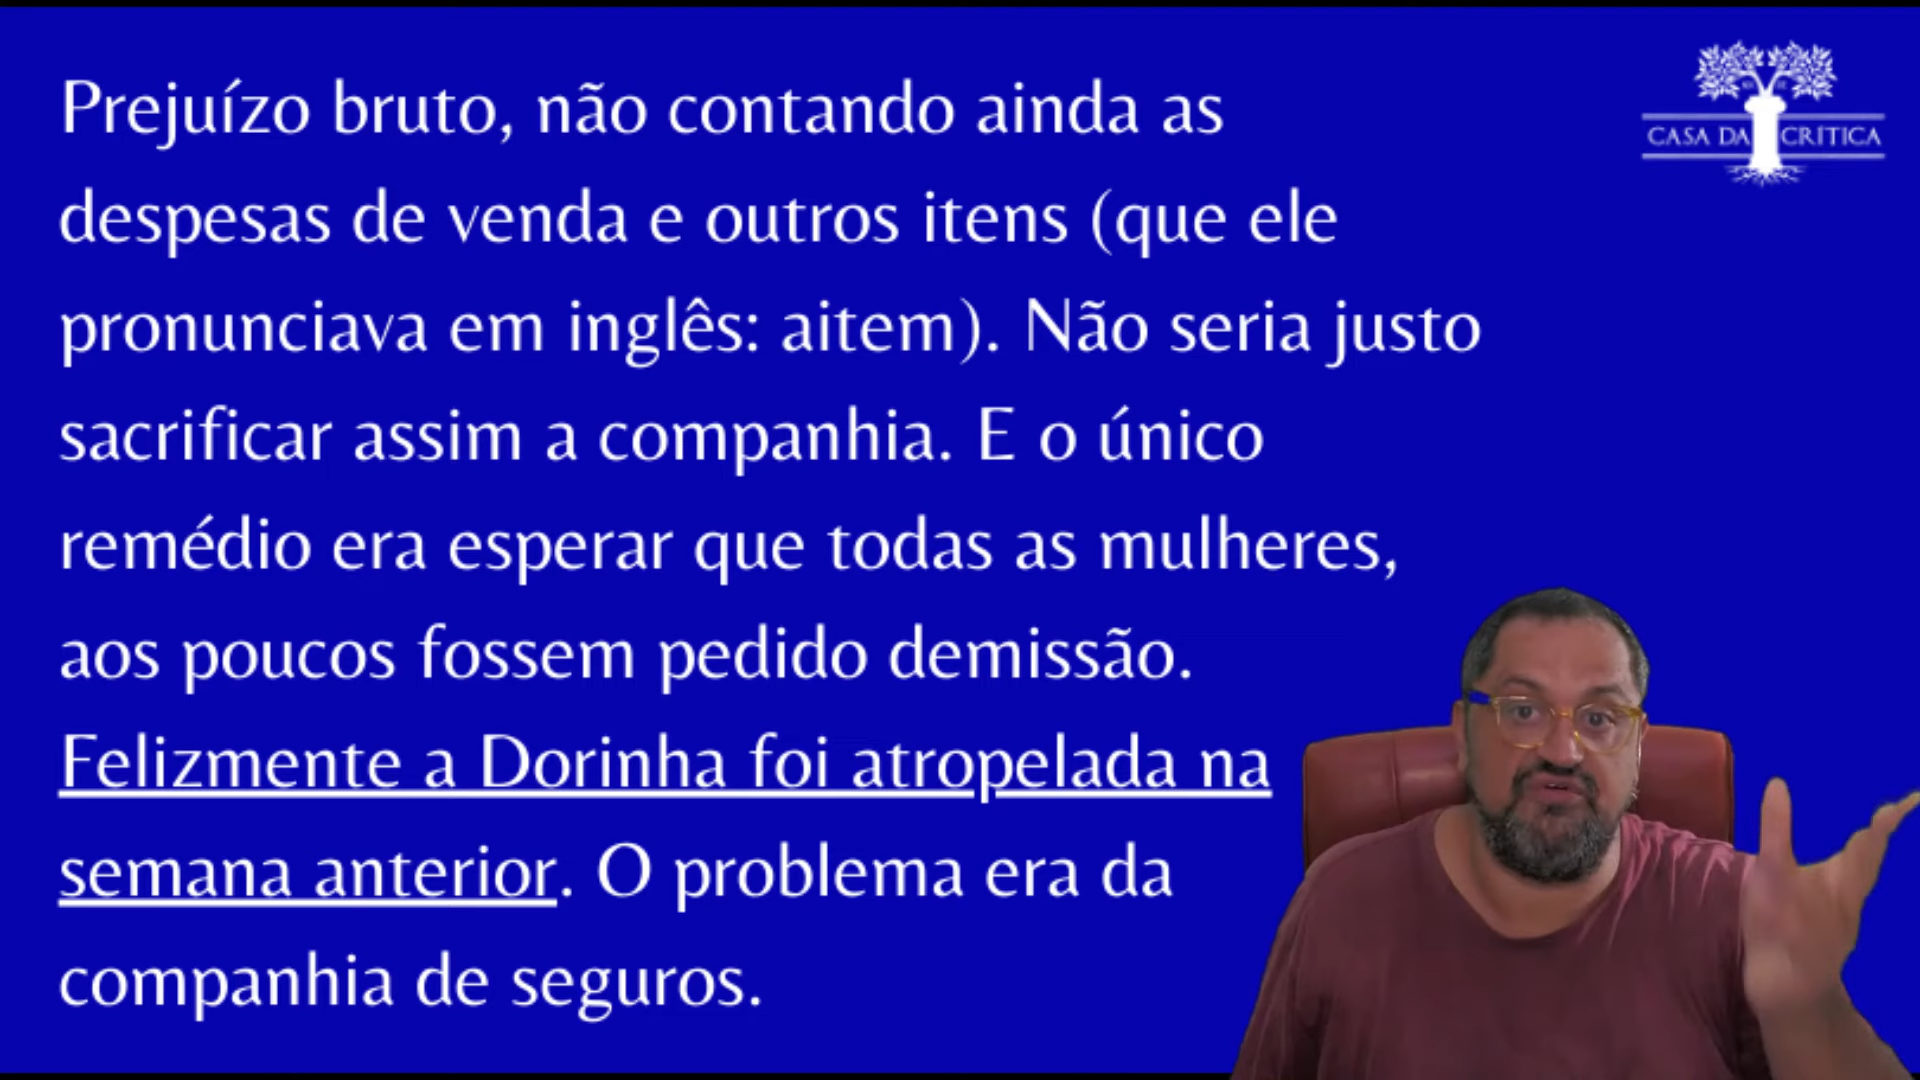 Prejuízo bruto, não contando ainda as
despesas de venda e outros itens (que ele
pronunciava em inglês: aitem). Não seria justo
sacrificar assim a companhia. E o único
remédio era esperar que todas as mulheres,
aos poucos fossem pedido demissão.
Felizmente a Dorinha foi atropelada na
semana anterior. O problema era da
companhia de seguros.
CASA DA CRÍTICA